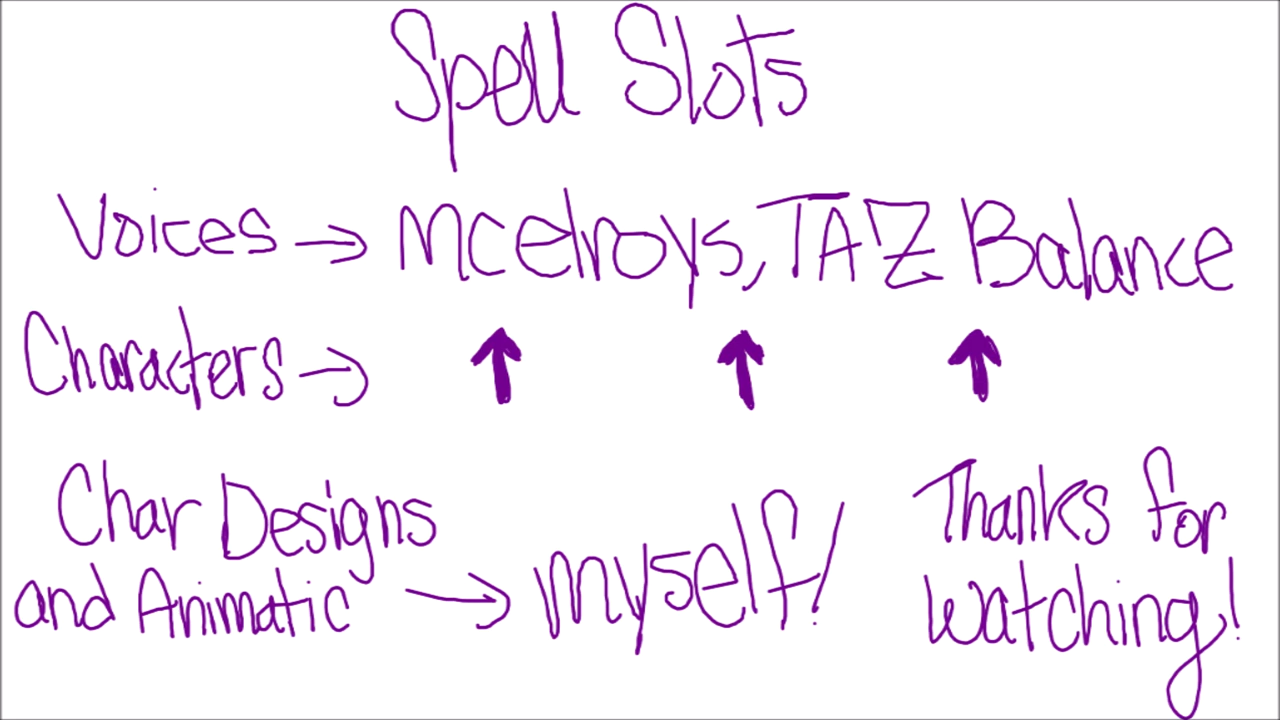 Spell Slots
Voices → Mcelroys, TAZ Balance
Characters → ↑ ↑ ↑
Char Designs
and Animatic → myself!
Thanks for
watching!